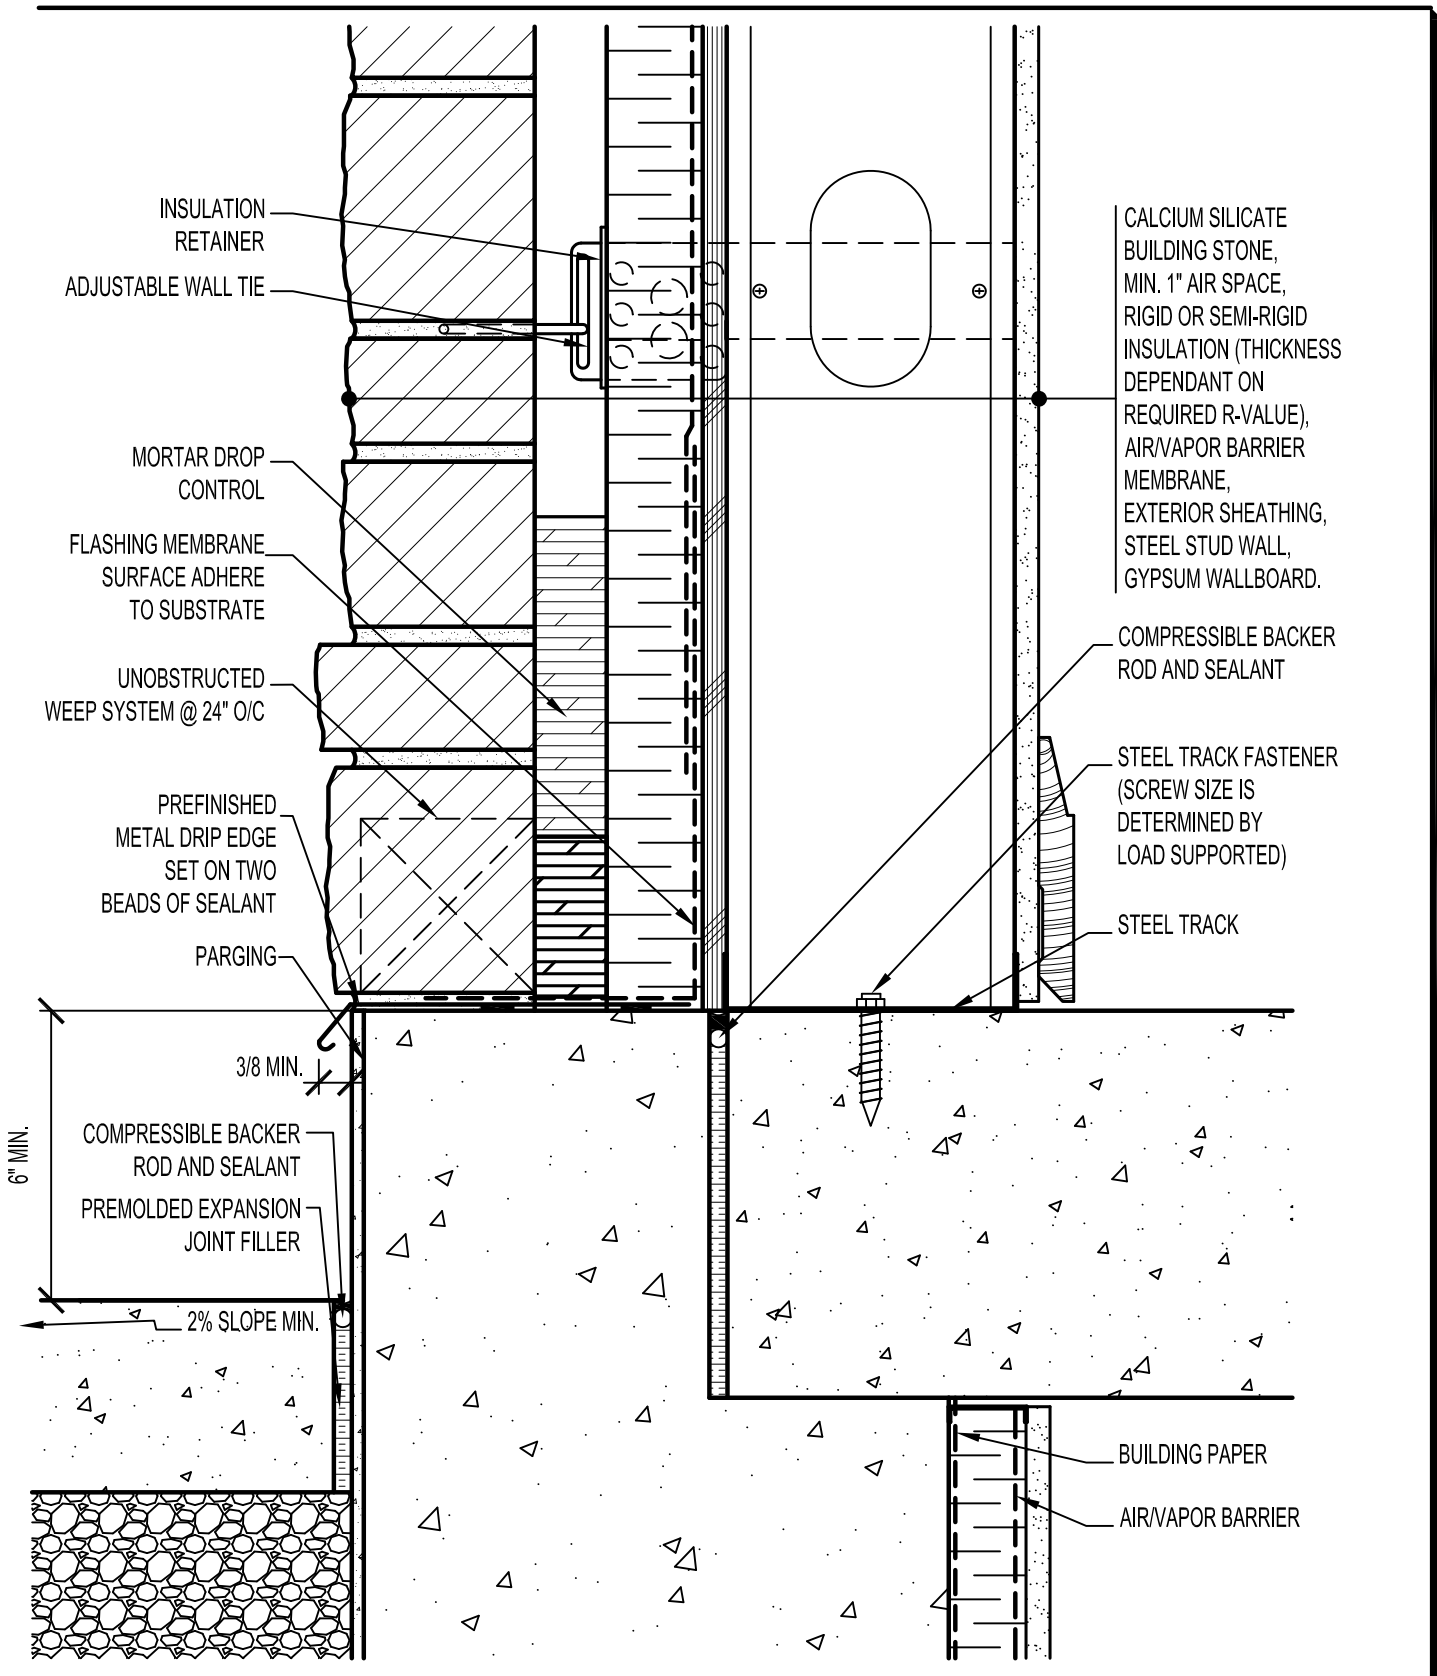 INSULATION
RETAINER
ADJUSTABLE WALL TIE
MORTAR DROP
CONTROL
FLASHING MEMBRANE
SURFACE ADHERE
TO SUBSTRATE
UNOBSTRUCTED
WEEP SYSTEM @ 24" O/C
PREFINISHED
METAL DRIP EDGE
SET ON TWO
BEADS OF SEALANT
PARGING
3/8 MIN.
6" MIN.
COMPRESSIBLE BACKER
ROD AND SEALANT
PREMOLDED EXPANSION
JOINT FILLER
2% SLOPE MIN.
CALCIUM SILICATE
BUILDING STONE,
MIN. 1" AIR SPACE,
RIGID OR SEMI-RIGID
INSULATION (THICKNESS
DEPENDANT ON
REQUIRED R-VALUE),
AIR/VAPOR BARRIER
MEMBRANE,
EXTERIOR SHEATHING,
STEEL STUD WALL,
GYPSUM WALLBOARD.
COMPRESSIBLE BACKER
ROD AND SEALANT
STEEL TRACK FASTENER
(SCREW SIZE IS
DETERMINED BY
LOAD SUPPORTED)
STEEL TRACK
BUILDING PAPER
AIR/VAPOR BARRIER